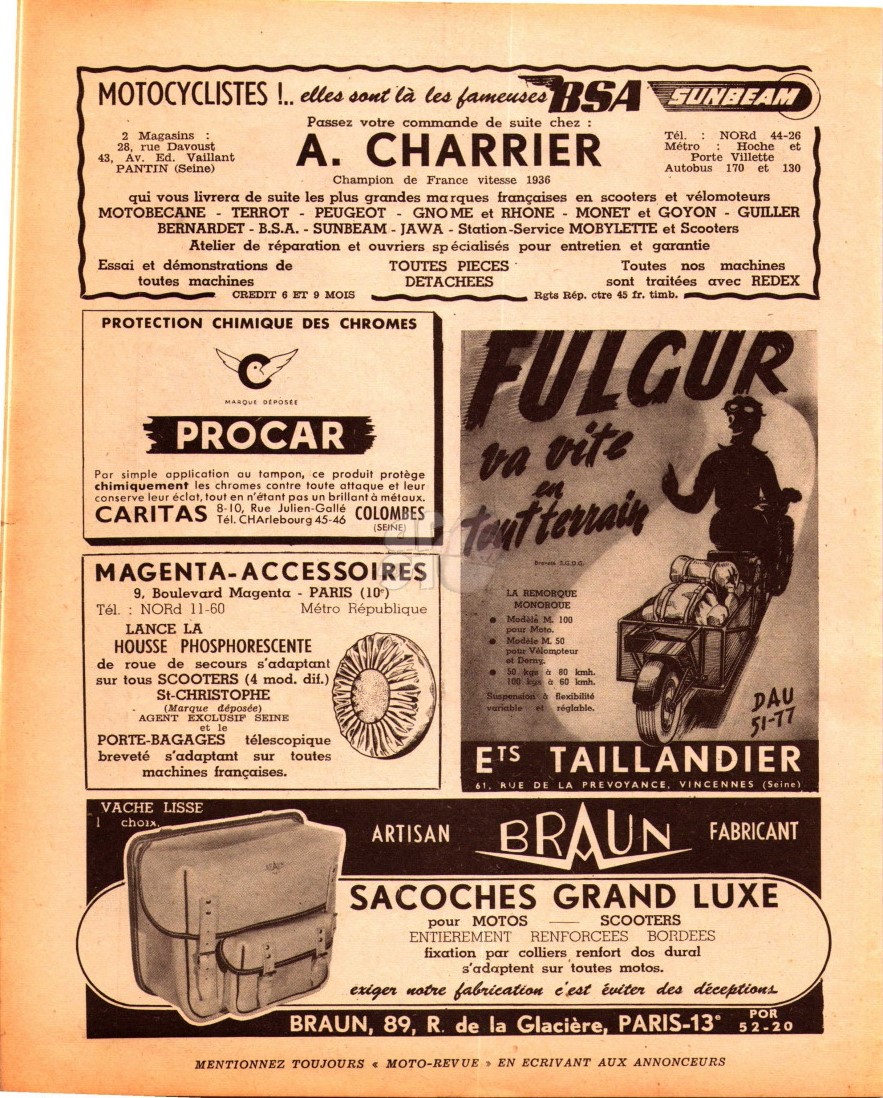 MOTOCYCLISTES !.. elles sont là les fameuses BSA SUNBEAM
Passez votre commande de suite chez :
2 Magasins :
28, rue Davoust
43, Av. Ed. Vaillant
PANTIN (Seine)
A. CHARRIER
Champion de France vitesse 1936
Tél. : NORd 44-26
Métro : Hoche et
Porte Villette
Autobus 170 et 130
qui vous livrera de suite les plus grandes marques françaises en scooters et vélomoteurs
MOTOBECANE - TERROT - PEUGEOT - GNOME et RHONE - MONET et GOYON - GUILLER
BERNARDET - B.S.A. - SUNBEAM - JAWA - Station-Service MOBYLETTE et Scooters
Atelier de réparation et ouvriers spécialisés pour entretien et garantie
Essai et démonstrations de
toutes machines
TOUTES PIECES
DETACHEES
Toutes nos machines
sont traitées avec REDEX
CREDIT 6 ET 9 MOIS
Rgts Rép. ctre 45 fr. timb.
PROTECTION CHIMIQUE DES CHROMES
C
MARQUE DÉPOSÉE
PROCAR
Par simple application au tampon, ce produit protège
chimiquement les chromes contre toute attaque et leur
conserve leur éclat, tout en n'étant pas un brillant à métaux.
CARITAS 8-10, Rue Julien-Gallé COLOMBES
Tél. CHArlebourg 45-46 (SEINE)
FULGUR
va vite
en
tout terrain
Brevets S.G.D.G.
LA REMORQUE
MONOROUE
● Modèle M. 100
pour Moto.
● Modèle M. 50
pour Vélomoteur
et Derny.
● 50 kgs à 80 kmh.
100 kgs à 60 kmh.
Suspension à flexibilité
variable et réglable.
DAU
51-77
ETS TAILLANDIER
61, RUE DE LA PREVOYANCE, VINCENNES (Seine)
MAGENTA-ACCESSOIRES
9, Boulevard Magenta - PARIS (10e)
Tél. : NORd 11-60 Métro République
LANCE LA
HOUSSE PHOSPHORESCENTE
de roue de secours s'adaptant
sur tous SCOOTERS (4 mod. dif.)
St-CHRISTOPHE
(Marque déposée)
AGENT EXCLUSIF SEINE
et le
PORTE-BAGAGES télescopique
breveté s'adaptant sur toutes
machines françaises.
VACHE LISSE
1 choix.
ARTISAN BRAUN FABRICANT
SACOCHES GRAND LUXE
pour MOTOS — SCOOTERS
ENTIEREMENT RENFORCEES BORDEES
fixation par colliers renfort dos dural
s'adaptent sur toutes motos.
exiger notre fabrication c'est éviter des déceptions.
BRAUN, 89, R. de la Glacière, PARIS-13e POR 52-20
MENTIONNEZ TOUJOURS « MOTO-REVUE » EN ECRIVANT AUX ANNONCEURS